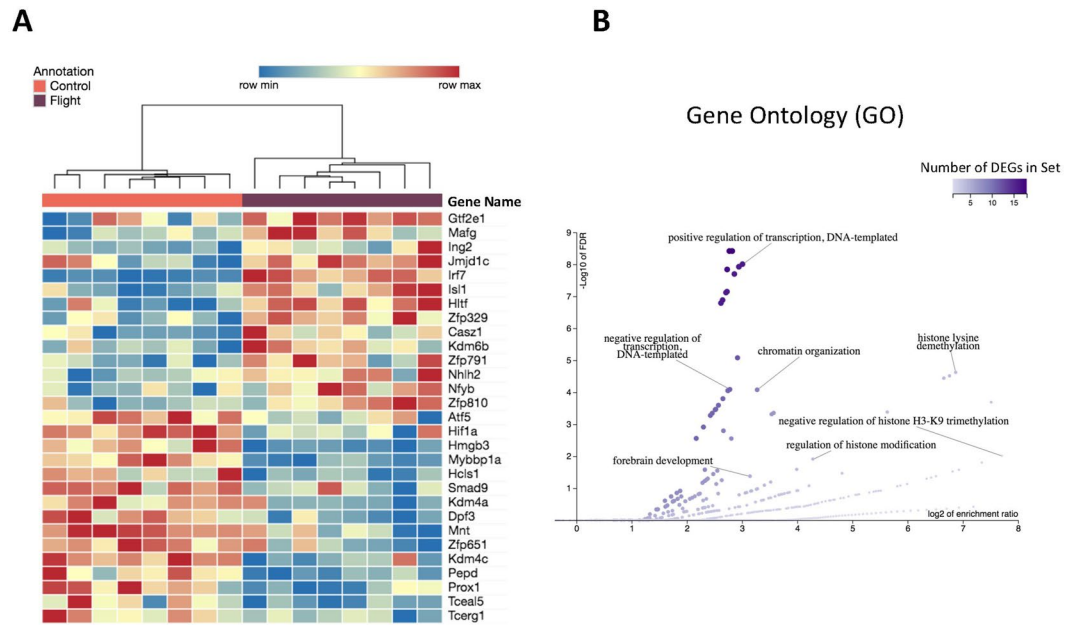 A
B
Annotation
Control
Flight
row min
row max
Gene Name
Gtf2e1
Mafg
Ing2
Jmjd1c
Irf7
Isl1
Hltf
Zfp329
Casz1
Kdm6b
Zfp791
Nhlh2
Nfyb
Zfp810
Atf5
Hif1a
Hmgb3
Mybbp1a
Hcls1
Smad9
Kdm4a
Dpf3
Mnt
Zfp651
Kdm4c
Pepd
Prox1
Tceal5
Tcerg1
Gene Ontology (GO)
Number of DEGs in Set
5 10 15
-Log10 of FDR
9
8
7
6
5
4
3
2
1
positive regulation of transcription, DNA-templated
negative regulation of
transcription,
DNA-templated
chromatin organization
histone lysine
demethylation
negative regulation of histone H3-K9 trimethylation
regulation of histone modification
forebrain development
log2 of enrichment ratio
0 1 2 3 4 5 6 7 8